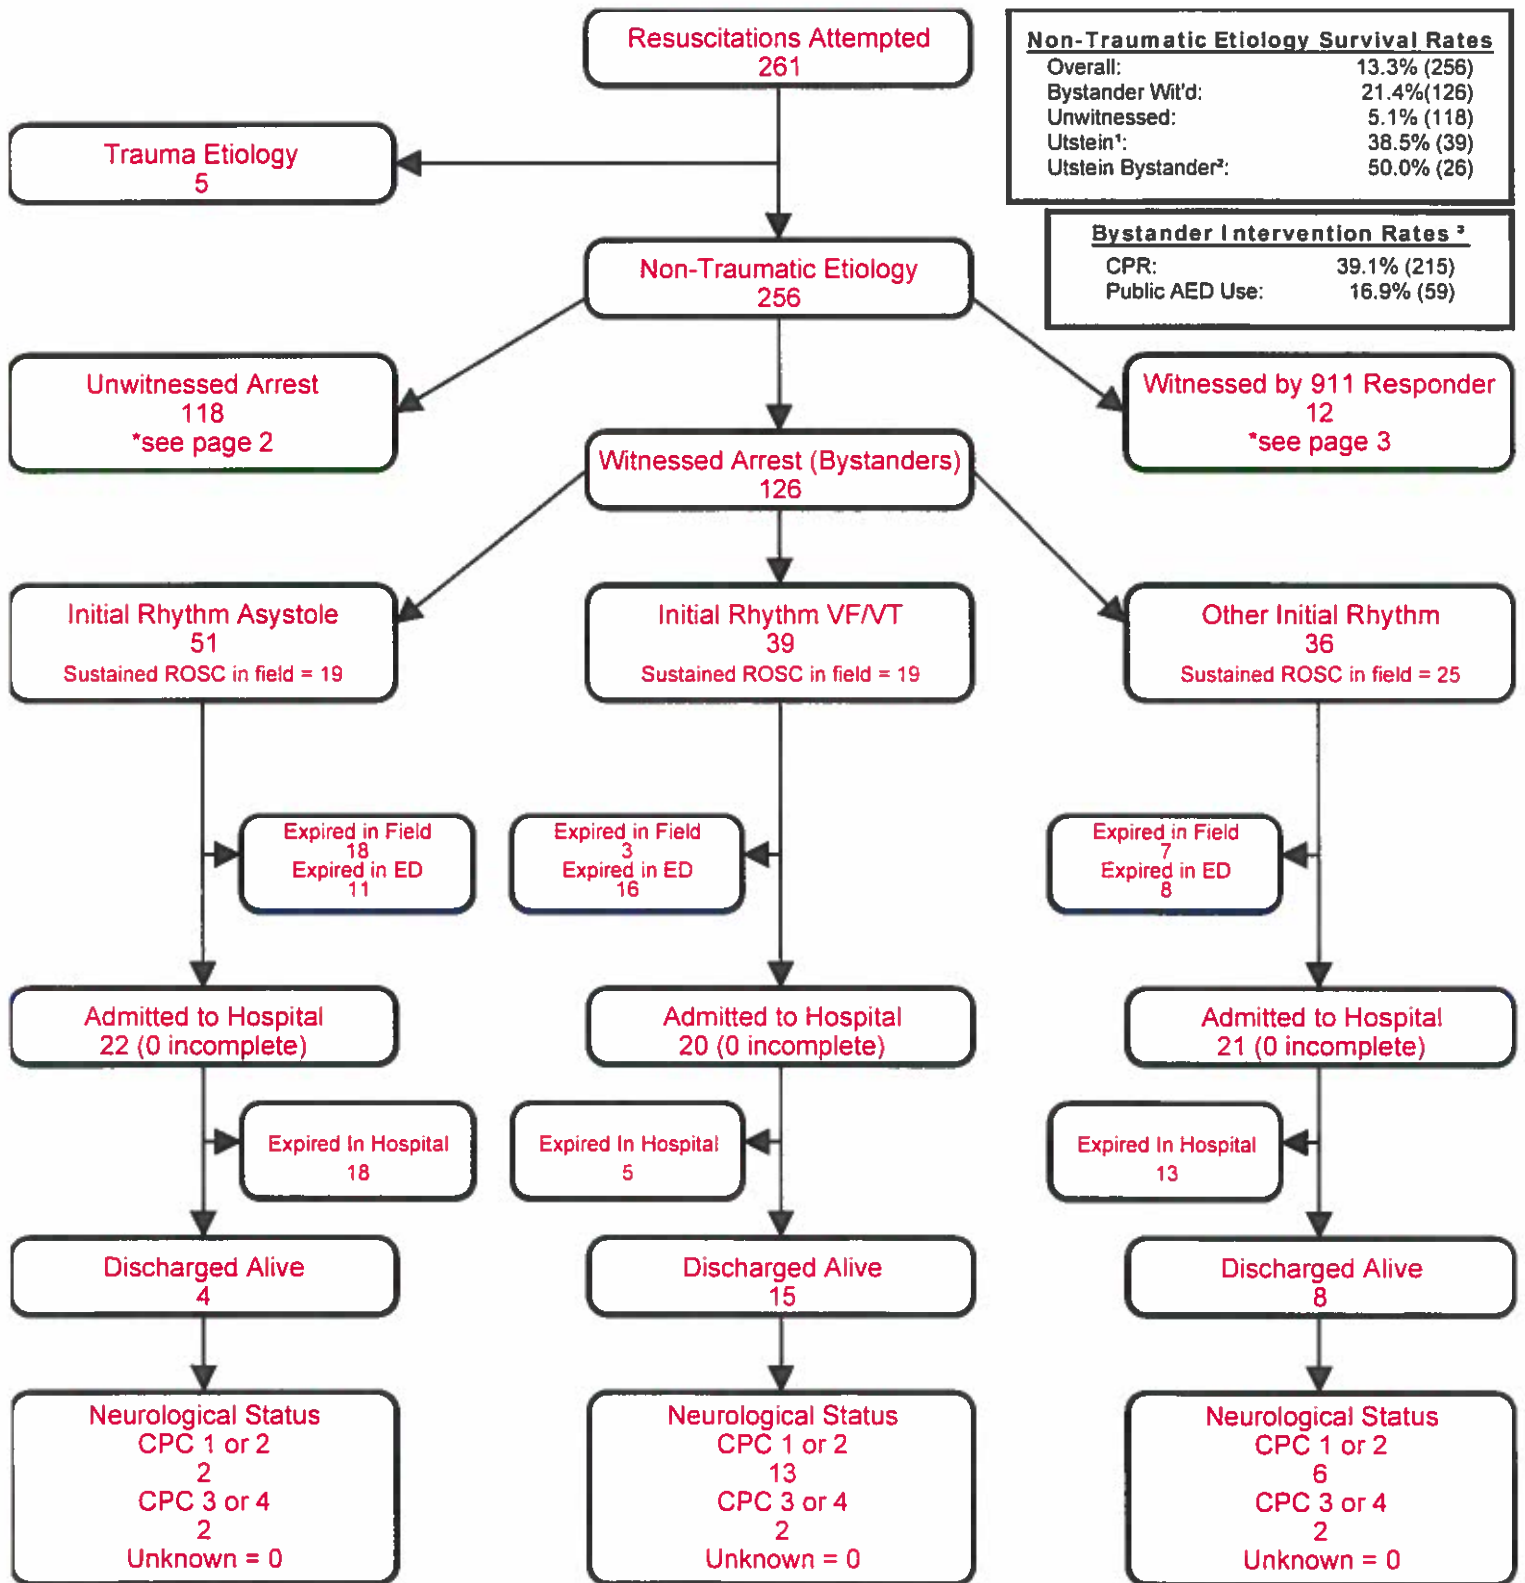 Resuscitations Attempted
261
Non-Traumatic Etiology Survival Rates
Overall: 13.3% (256)
Bystander Wit'd: 21.4%(126)
Unwitnessed: 5.1% (118)
Utstein¹: 38.5% (39)
Utstein Bystander²: 50.0% (26)
Trauma Etiology
5
Bystander Intervention Rates ³
CPR: 39.1% (215)
Public AED Use: 16.9% (59)
Non-Traumatic Etiology
256
Unwitnessed Arrest
118
*see page 2
Witnessed Arrest (Bystanders)
126
Witnessed by 911 Responder
12
*see page 3
Initial Rhythm Asystole
51
Sustained ROSC in field = 19
Initial Rhythm VF/VT
39
Sustained ROSC in field = 19
Other Initial Rhythm
36
Sustained ROSC in field = 25
Expired in Field
18
Expired in ED
11
Expired in Field
3
Expired in ED
16
Expired in Field
7
Expired in ED
8
Admitted to Hospital
22 (0 incomplete)
Admitted to Hospital
20 (0 incomplete)
Admitted to Hospital
21 (0 incomplete)
Expired In Hospital
18
Expired In Hospital
5
Expired In Hospital
13
Discharged Alive
4
Discharged Alive
15
Discharged Alive
8
Neurological Status
CPC 1 or 2
2
CPC 3 or 4
2
Unknown = 0
Neurological Status
CPC 1 or 2
13
CPC 3 or 4
2
Unknown = 0
Neurological Status
CPC 1 or 2
6
CPC 3 or 4
2
Unknown = 0